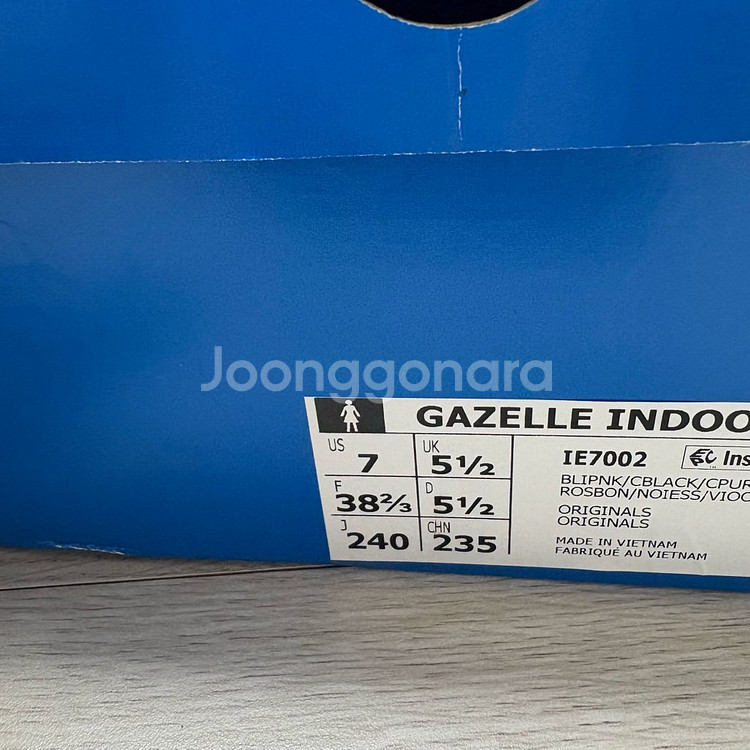 Joonggonara
GAZELLE INDOO
US 7 UK 5½
F 38⅔ D 5½
J 240 CHN 235
IE7002
Ins
BLIPNK/CBLACK/CPUR
ROSBON/NOIESS/VIOC
ORIGINALS
ORIGINALS
MADE IN VIETNAM
FABRIQUÉ AU VIETNAM